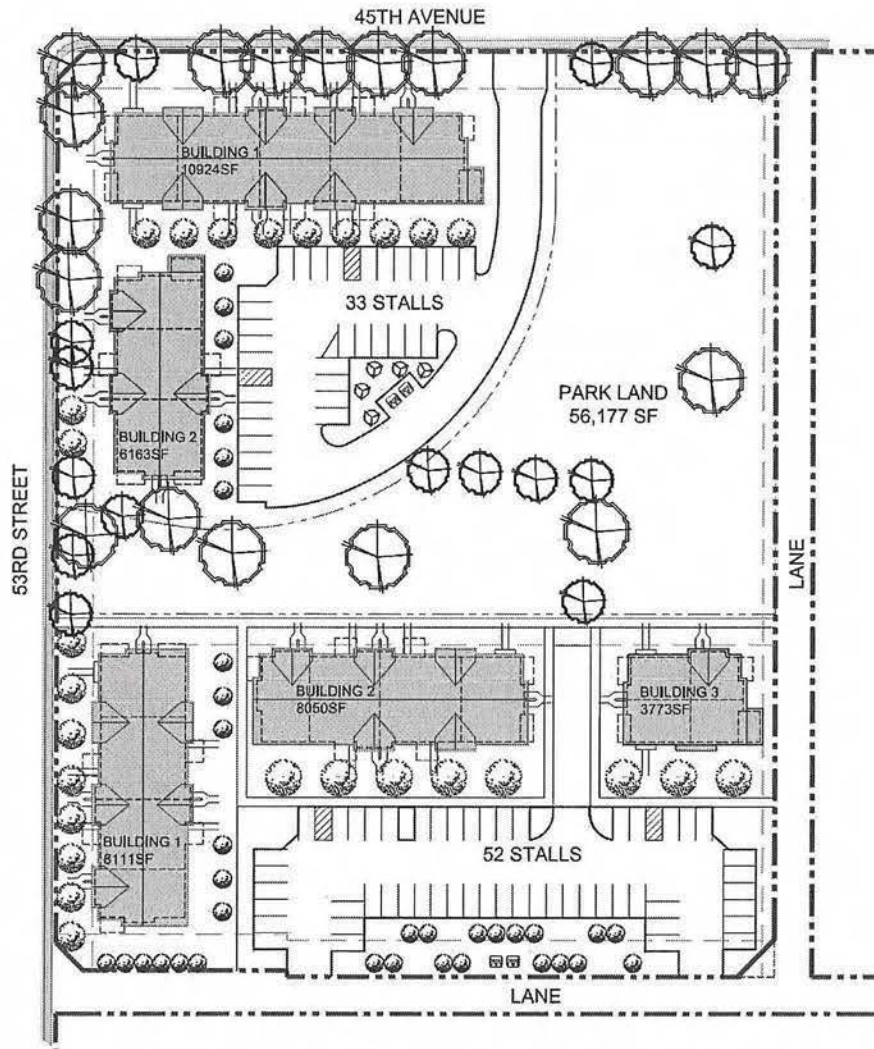 45TH AVENUE
BUILDING 1
10924SF
33 STALLS
PARK LAND
56,177 SF
BUILDING 2
6163SF
53RD STREET
LANE
BUILDING 2
8050SF
BUILDING 3
3773SF
BUILDING 1
8111SF
52 STALLS
LANE